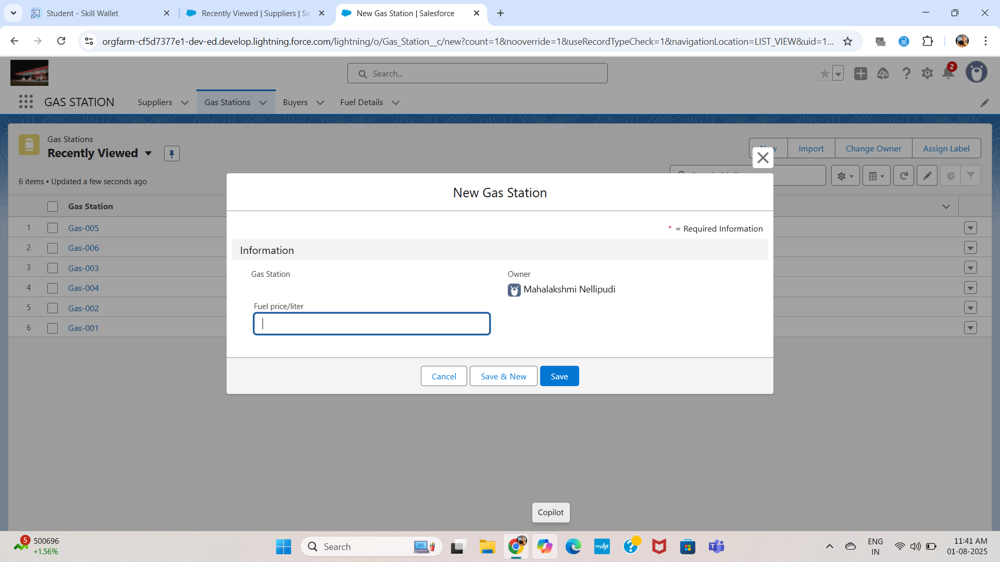 Student - Skill Wallet
Recently Viewed | Suppliers | Sa
New Gas Station | Salesforce
orgfarm-cf5d7377e1-dev-ed.develop.lightning.force.com/lightning/o/Gas_Station__c/new?count=1&nooverride=1&useRecordTypeCheck=1&navigationLocation=LIST_VIEW&uid=1...
Search...
2
GAS STATION
Suppliers
Gas Stations
Buyers
Fuel Details
Gas Stations
Recently Viewed
Import
Change Owner
Assign Label
6 items • Updated a few seconds ago
Gas Station
1 Gas-005
2 Gas-006
3 Gas-003
4 Gas-004
5 Gas-002
6 Gas-001
New Gas Station
* = Required Information
Information
Gas Station
Owner
Mahalakshmi Nellipudi
Fuel price/liter
Cancel
Save & New
Save
Copilot
5
500696
+1.56%
Search
myhp
ENG
IN
11:41 AM
01-08-2025